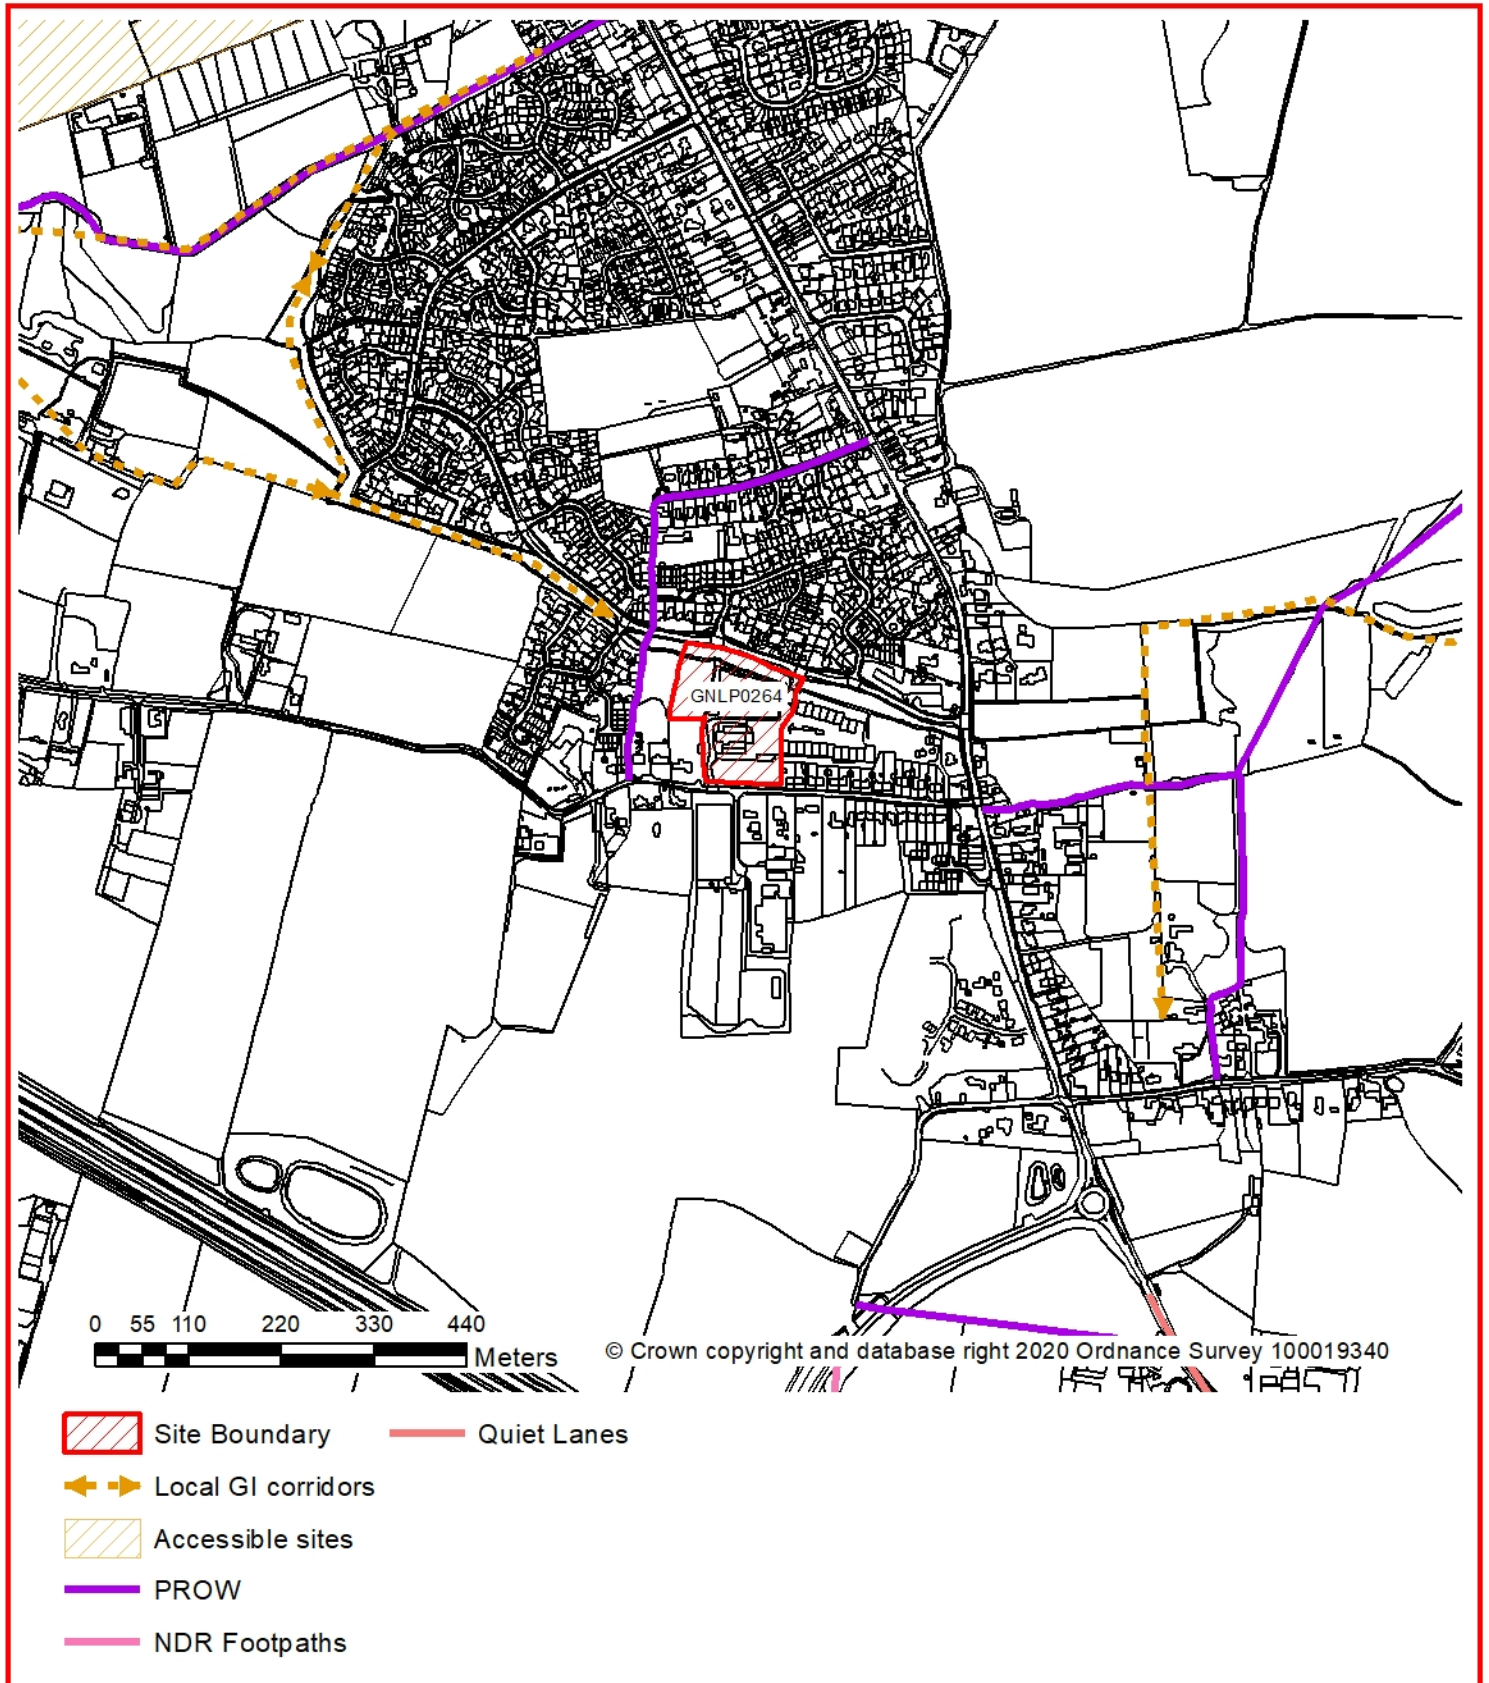 GNLP0264
0 55 110 220 330 440
Meters
© Crown copyright and database right 2020 Ordnance Survey 100019340
Site Boundary
Quiet Lanes
Local GI corridors
Accessible sites
PROW
NDR Footpaths